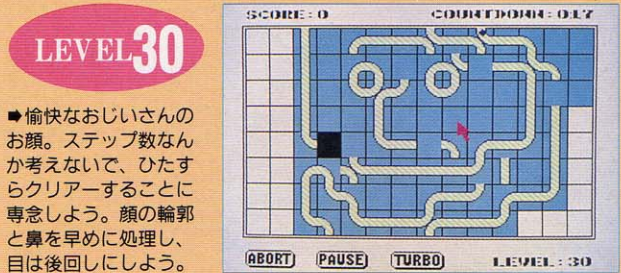 LEVEL30
➡愉快なおじいさんの
お顔。ステップ数なん
か考えないで、ひたす
らクリアーすることに
専念しよう。顔の輪郭
と鼻を早めに処理し、
目は後回しにしよう。
SCORE:0 COUNTDOWN:017
ABORT PAUSE TURBO LEVEL:30